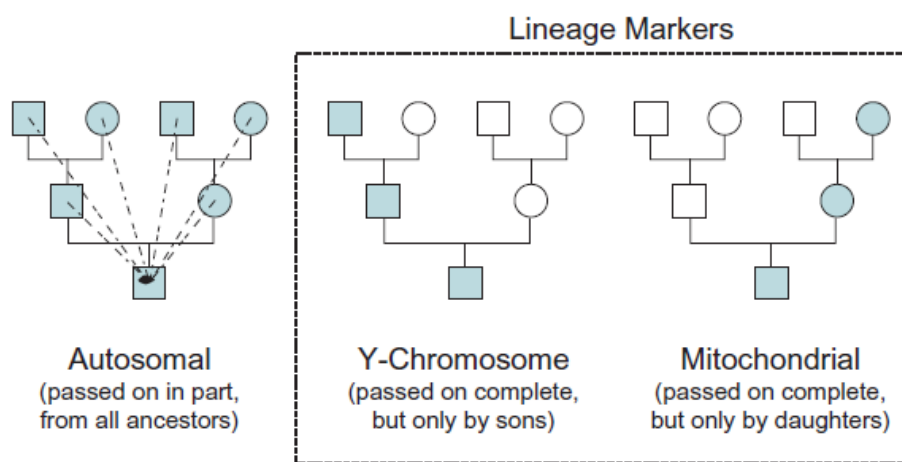 Lineage Markers
Autosomal
(passed on in part,
from all ancestors)
Y-Chromosome
(passed on complete,
but only by sons)
Mitochondrial
(passed on complete,
but only by daughters)